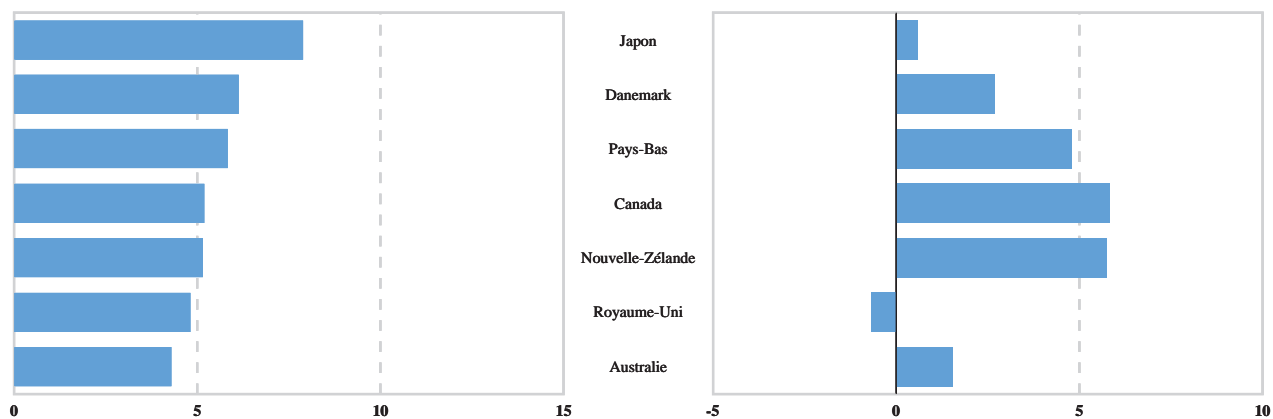 Japon
Danemark
Pays-Bas
Canada
Nouvelle-Zélande
Royaume-Uni
Australie
0 5 10 15 -5 0 5 10